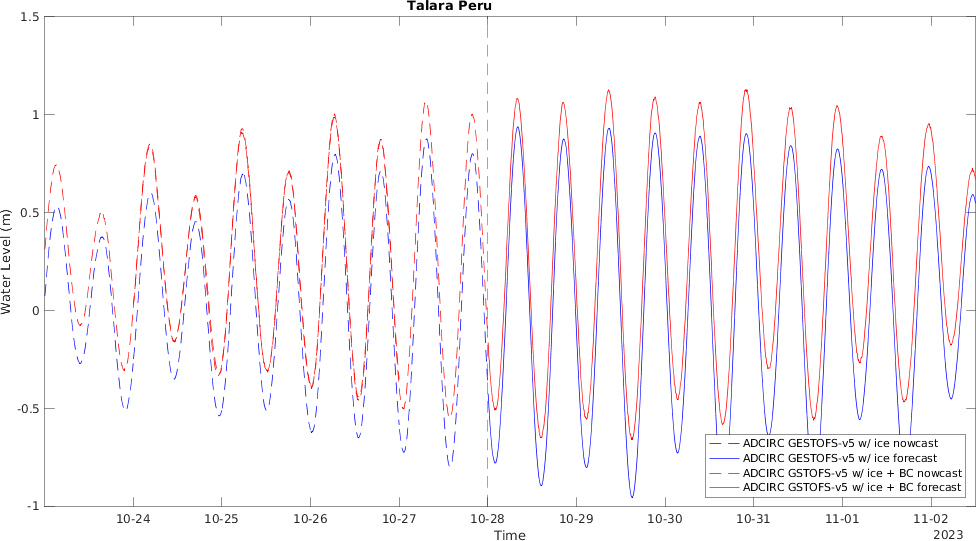 Talara Peru
1.5
1
0.5
0
-0.5
-1
Water Level (m)
10-24
10-25
10-26
10-27
10-28
10-29
10-30
10-31
11-01
11-02
Time
2023
ADCIRC GESTOFS-v5 w/ ice nowcast
ADCIRC GESTOFS-v5 w/ ice forecast
ADCIRC GSTOFS-v5 w/ ice + BC nowcast
ADCIRC GSTOFS-v5 w/ ice + BC forecast